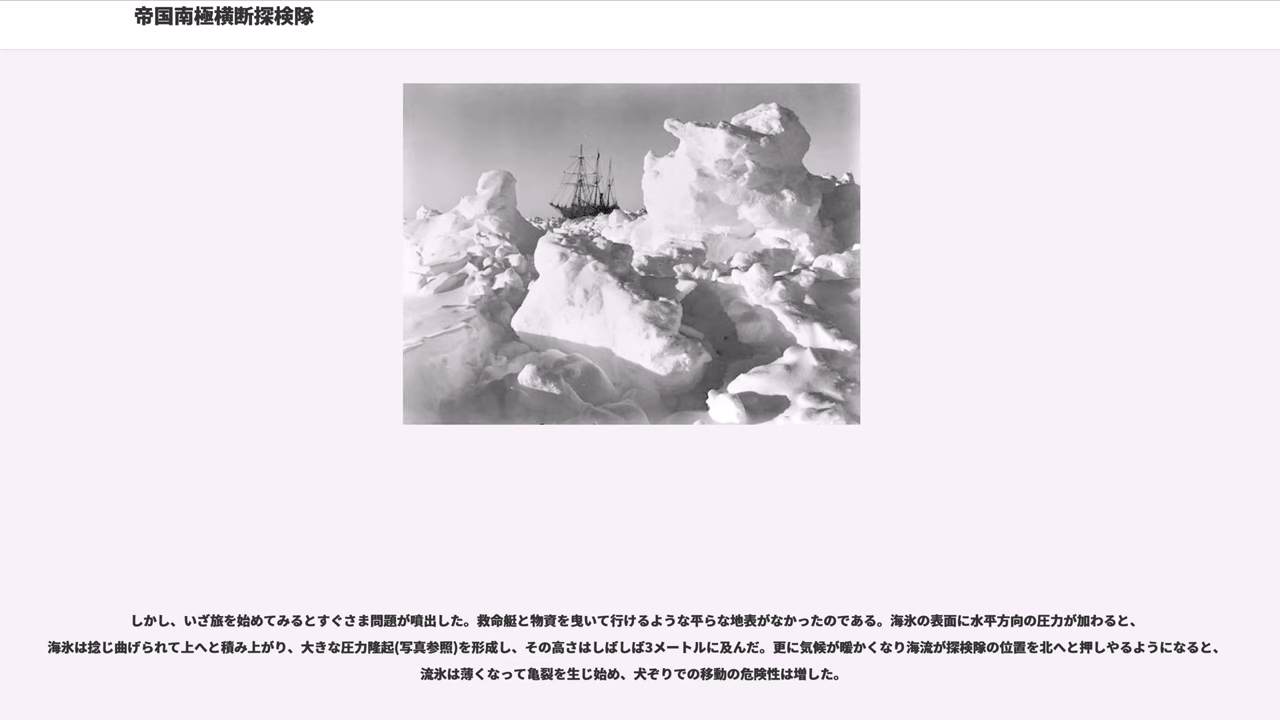 帝国南極横断探検隊
しかし、いざ旅を始めてみるとすぐさま問題が噴出した。救命艇と物資を曳いて行けるような平らな地表がなかったのである。海氷の表面に水平方向の圧力が加わると、
海氷は捻じ曲げられて上へと積み上がり、大きな圧力隆起(写真参照)を形成し、その高さはしばしば3メートルに及んだ。更に気候が暖かくなり海流が探検隊の位置を北へと押しやるようになると、
流氷は薄くなって亀裂を生じ始め、犬ぞりでの移動の危険性は増した。